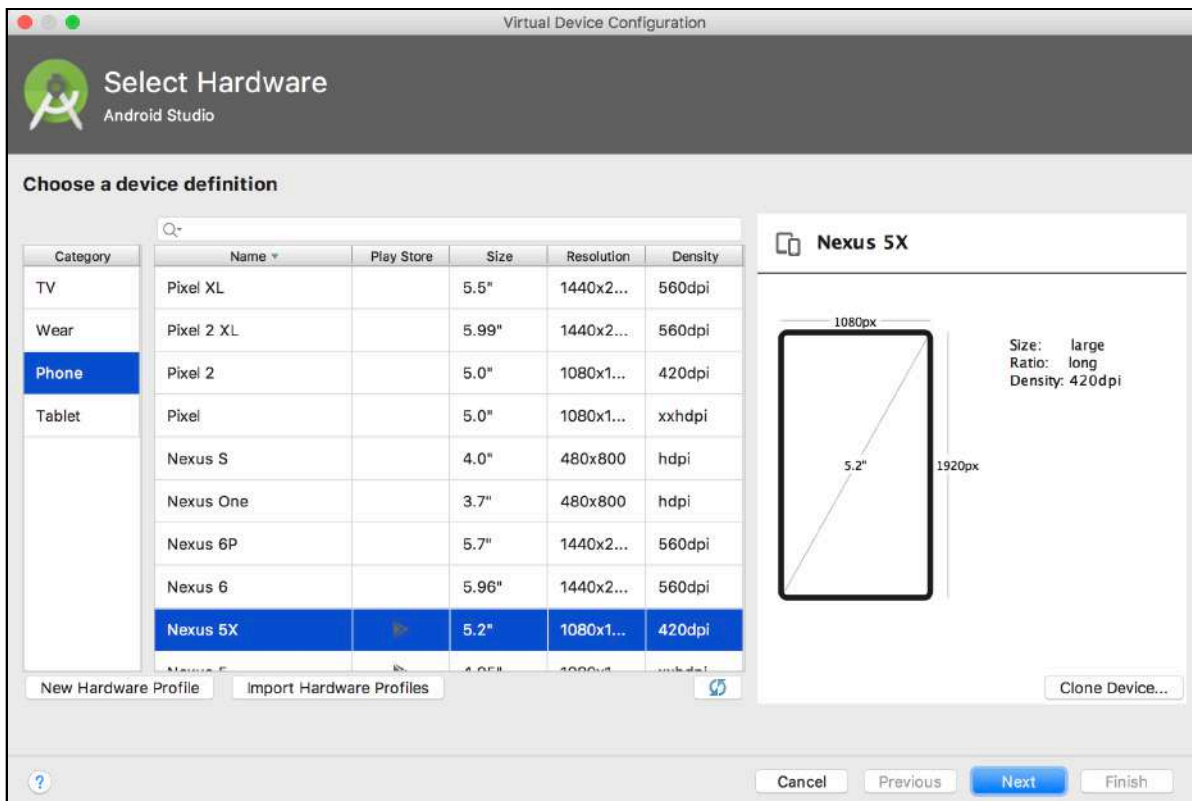 Virtual Device Configuration
Select Hardware
Android Studio
Choose a device definition
Category
TV
Wear
Phone
Tablet
Name Play Store Size Resolution Density
Pixel XL 5.5" 1440x2... 560dpi
Pixel 2 XL 5.99" 1440x2... 560dpi
Pixel 2 5.0" 1080x1... 420dpi
Pixel 5.0" 1080x1... xxhdpi
Nexus S 4.0" 480x800 hdpi
Nexus One 3.7" 480x800 hdpi
Nexus 6P 5.7" 1440x2... 560dpi
Nexus 6 5.96" 1440x2... 560dpi
Nexus 5X 5.2" 1080x1... 420dpi
New Hardware Profile Import Hardware Profiles
Nexus 5X
1080px
Size: large
Ratio: long
Density: 420dpi
5.2" 1920px
Clone Device...
? Cancel Previous Next Finish